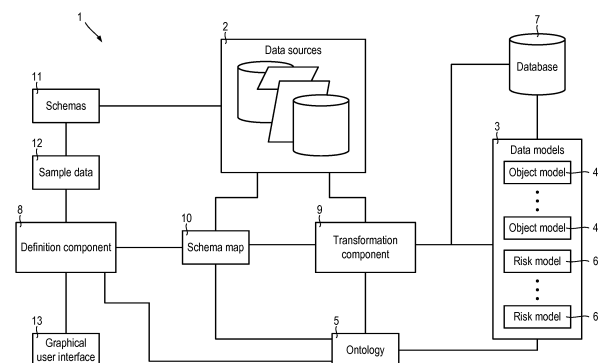 1
2
Data sources
7
Database
11
Schemas
12
Sample data
3
Data models
Object model
4
Object model
4
Risk model
6
Risk model
6
8
Definition component
10
Schema map
9
Transformation
component
13
Graphical
user interface
5
Ontology